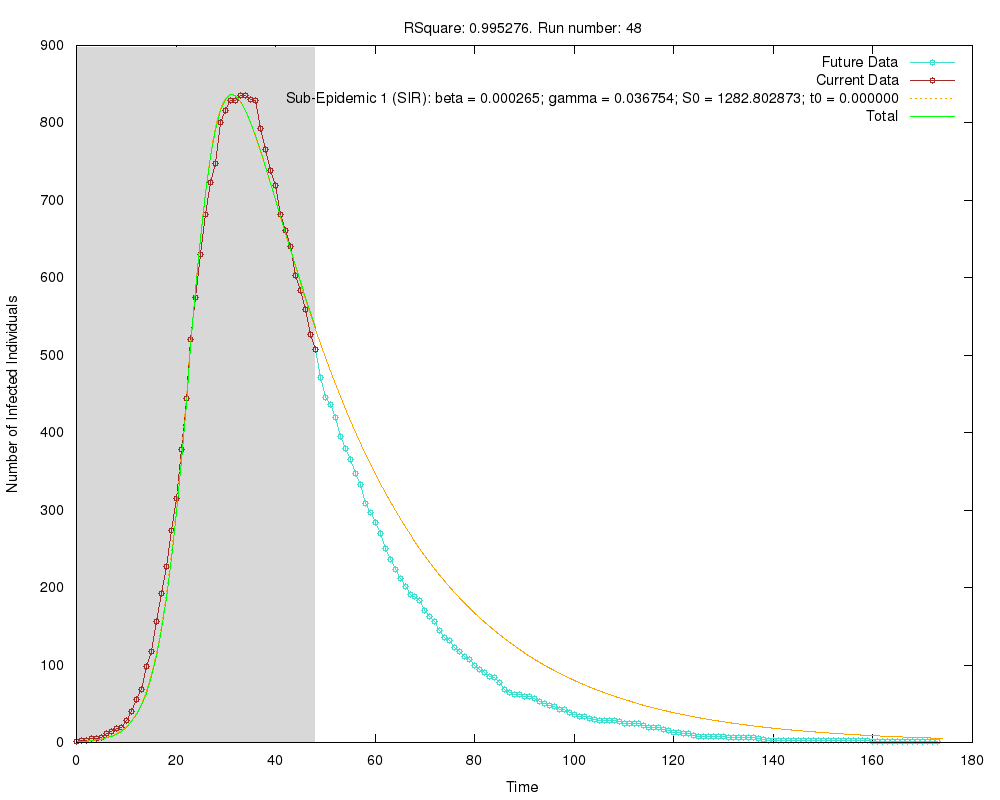 RSquare: 0.995276. Run number: 48
Future Data
Current Data
Sub-Epidemic 1 (SIR): beta = 0.000265; gamma = 0.036754; S0 = 1282.802873; t0 = 0.000000
Total
900
800
700
600
500
400
300
200
100
0
Number of Infected Individuals
0 20 40 60 80 100 120 140 160 180
Time